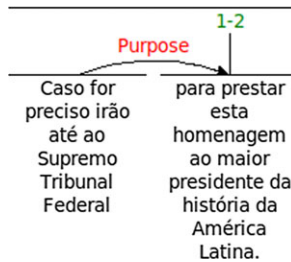 1-2
Purpose
Caso for
preciso irão
até ao
Supremo
Tribunal
Federal
para prestar
esta
homenagem
ao maior
presidente da
história da
América
Latina.